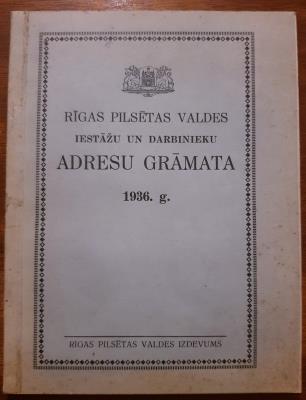 RĪGAS PILSĒTAS VALDES
IESTĀŽU UN DARBINIEKU
ADRESU GRĀMATA
1936. g.
RĪGAS PILSĒTAS VALDES IZDEVUMS